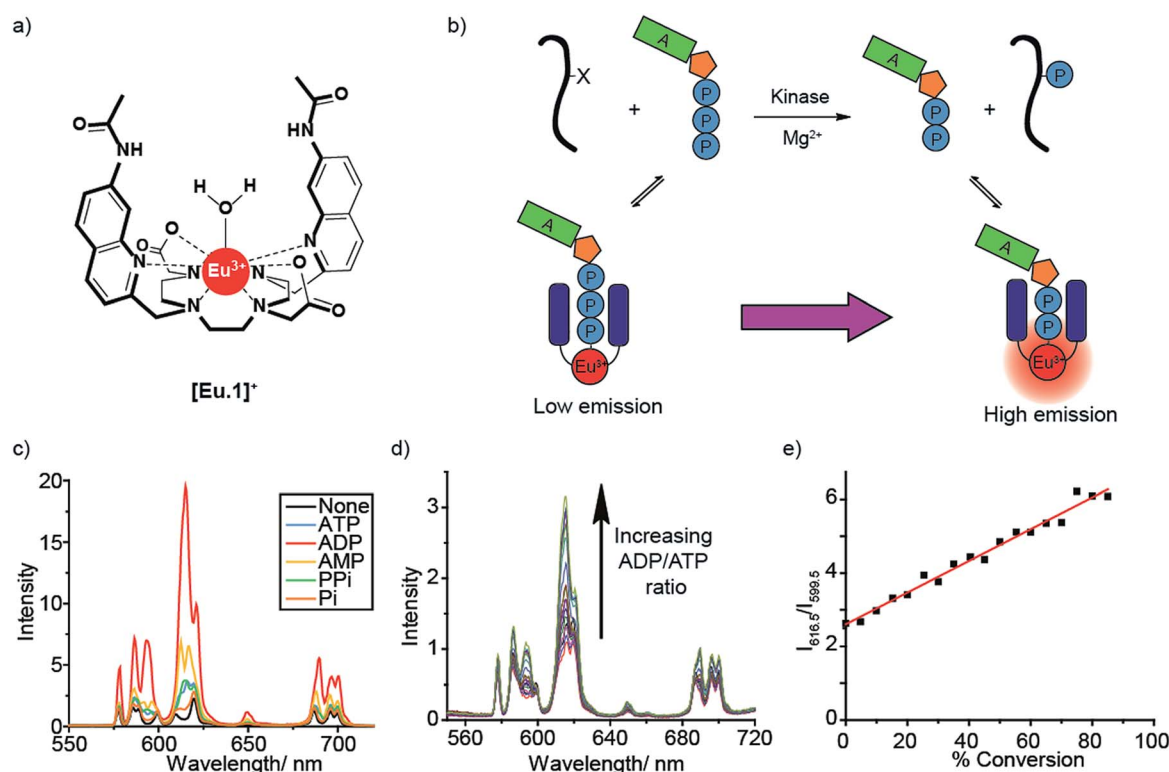 a)
O
NH
HN
O
H H
O
O
O
N
Eu³⁺
N
O
N
N
N
N
O
[Eu.1]⁺
b)
A
A
X
P
P
P
P
P
P
+
Kinase
Mg²⁺
+
A
A
P
P
P
P
P
Eu³⁺
Eu³⁺
Low emission
High emission
c)
Intensity
20
15
10
5
0
None
ATP
ADP
AMP
PPi
Pi
550 600 650 700
Wavelength/ nm
d)
Intensity
3
2
1
0
Increasing
ADP/ATP
ratio
560 600 640 680 720
Wavelength/ nm
e)
I616.5/I599.5
6
4
2
0
0 20 40 60 80 100
% Conversion